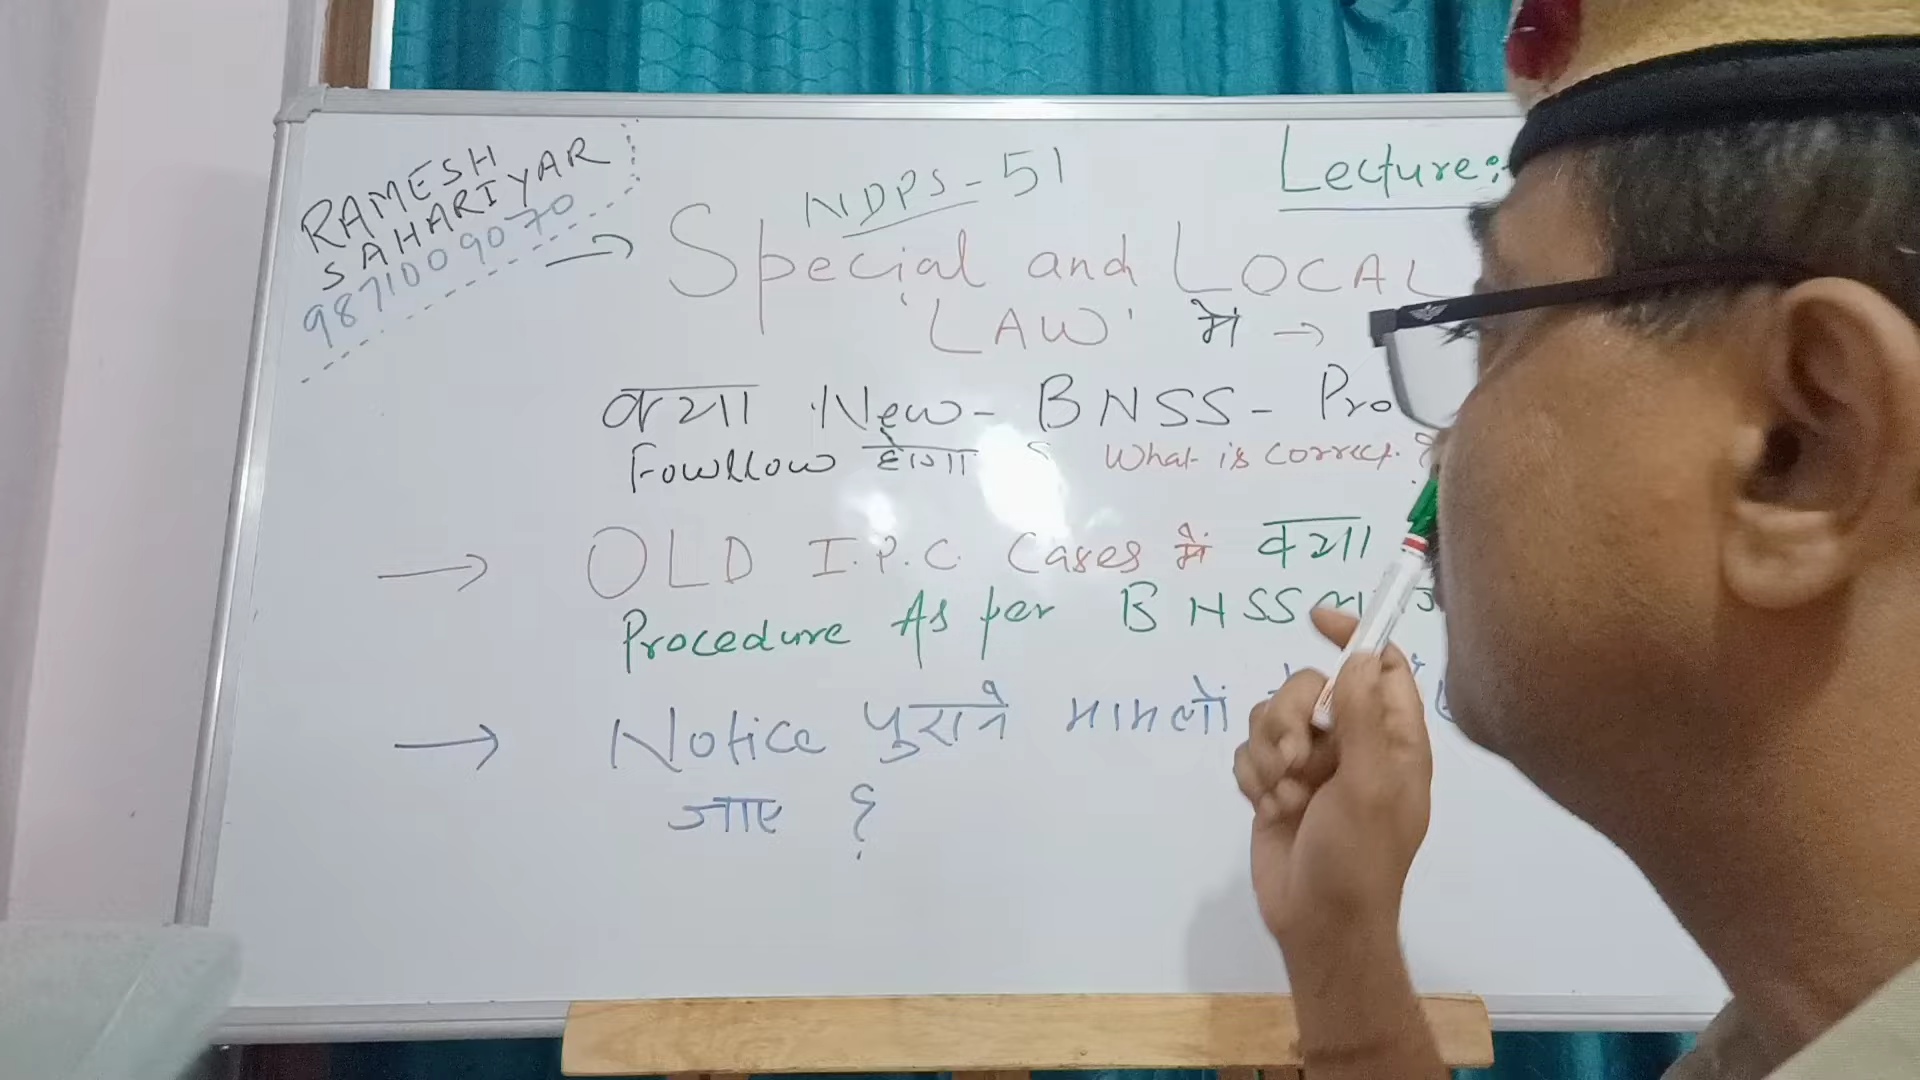 RAMESH
SAHARIYAR
9871009070
NDPS-51
Lecture:
→ Special and LOCAL
'LAW' में →
क्या New- BNSS- Pro
Fowllow होगा ? What is correct. ?
→ OLD I.P.C. Cases में क्या
Procedure As per BNSS
→ Notice पुराने मामलों
जाए ?